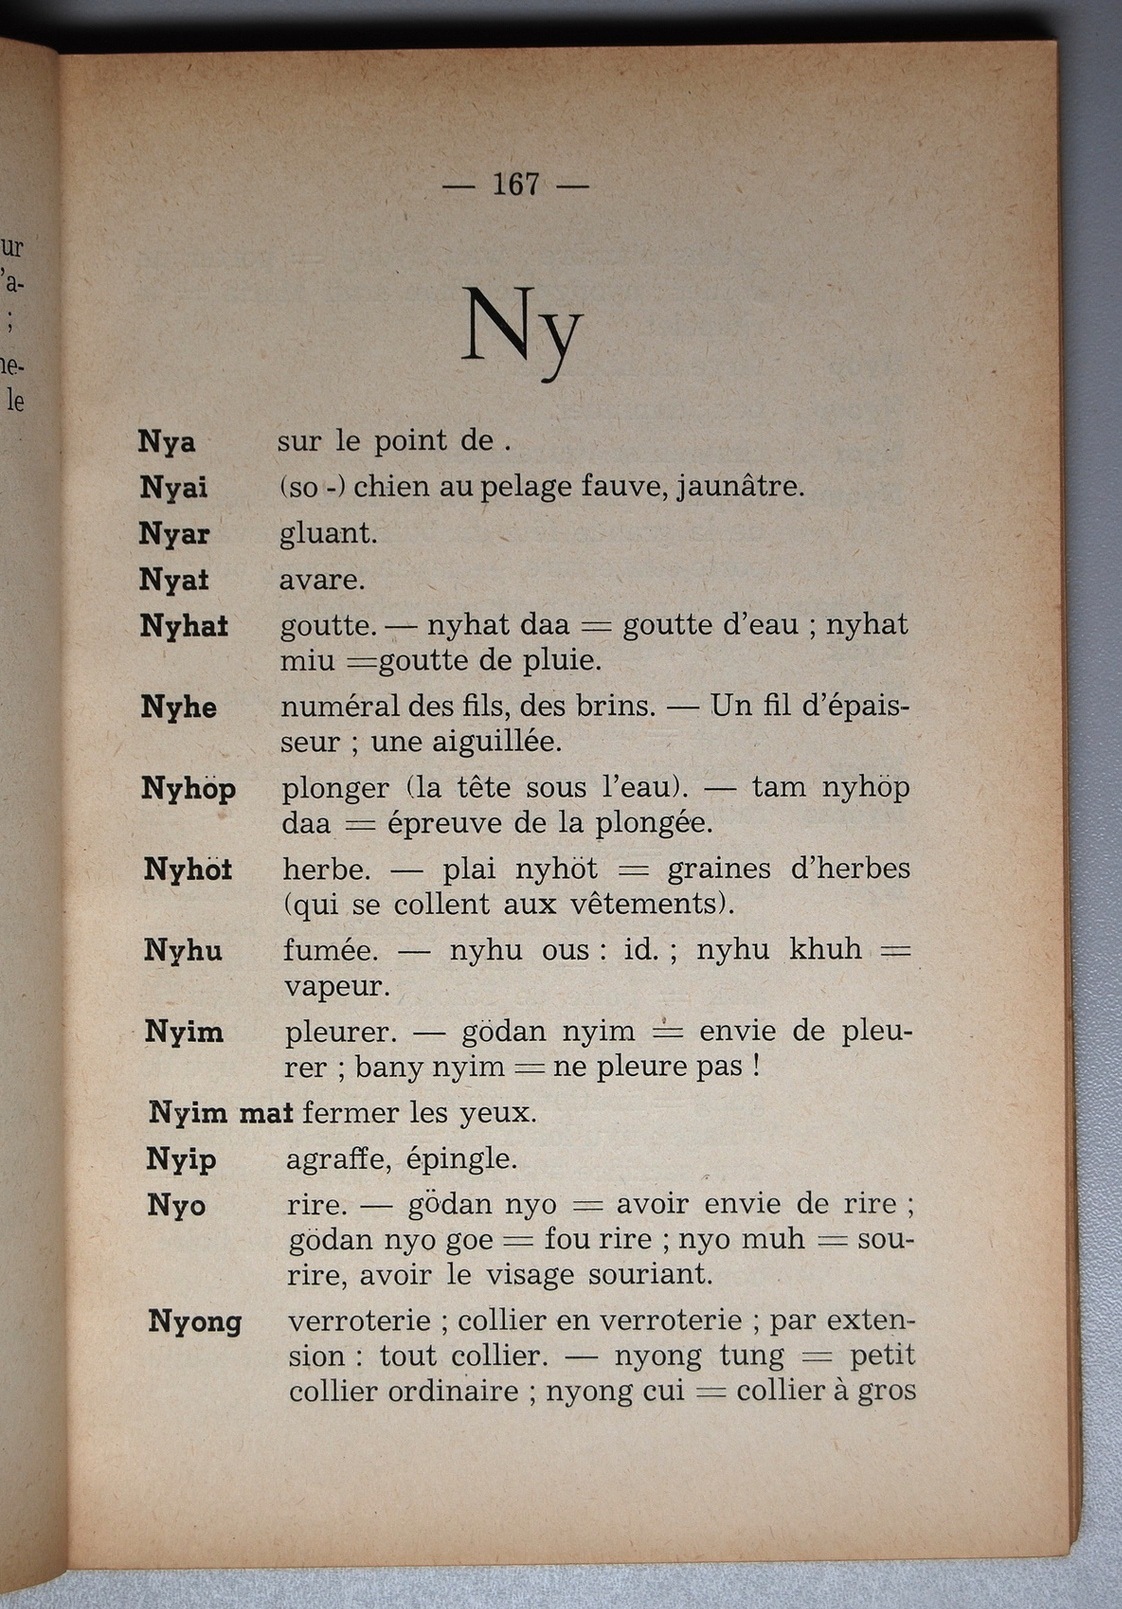 ur
'a-
;
le
— 167 —
Ny
Nya sur le point de .
Nyai (so -) chien au pelage fauve, jaunâtre.
Nyar gluant.
Nyat avare.
Nyhat goutte. — nyhat daa = goutte d'eau ; nyhat
miu =goutte de pluie.
Nyhe numéral des fils, des brins. — Un fil d'épais-
seur ; une aiguillée.
Nyhöp plonger (la tête sous l'eau). — tam nyhöp
daa = épreuve de la plongée.
Nyhöt herbe. — plai nyhöt = graines d'herbes
(qui se collent aux vêtements).
Nyhu fumée. — nyhu ous : id. ; nyhu khuh =
vapeur.
Nyim pleurer. — gödan nyim = envie de pleu-
rer ; bany nyim = ne pleure pas !
Nyim mat fermer les yeux.
Nyip agraffe, épingle.
Nyo rire. — gödan nyo = avoir envie de rire ;
gödan nyo goe = fou rire ; nyo muh = sou-
rire, avoir le visage souriant.
Nyong verroterie ; collier en verroterie ; par exten-
sion : tout collier. — nyong tung = petit
collier ordinaire ; nyong cui = collier à gros